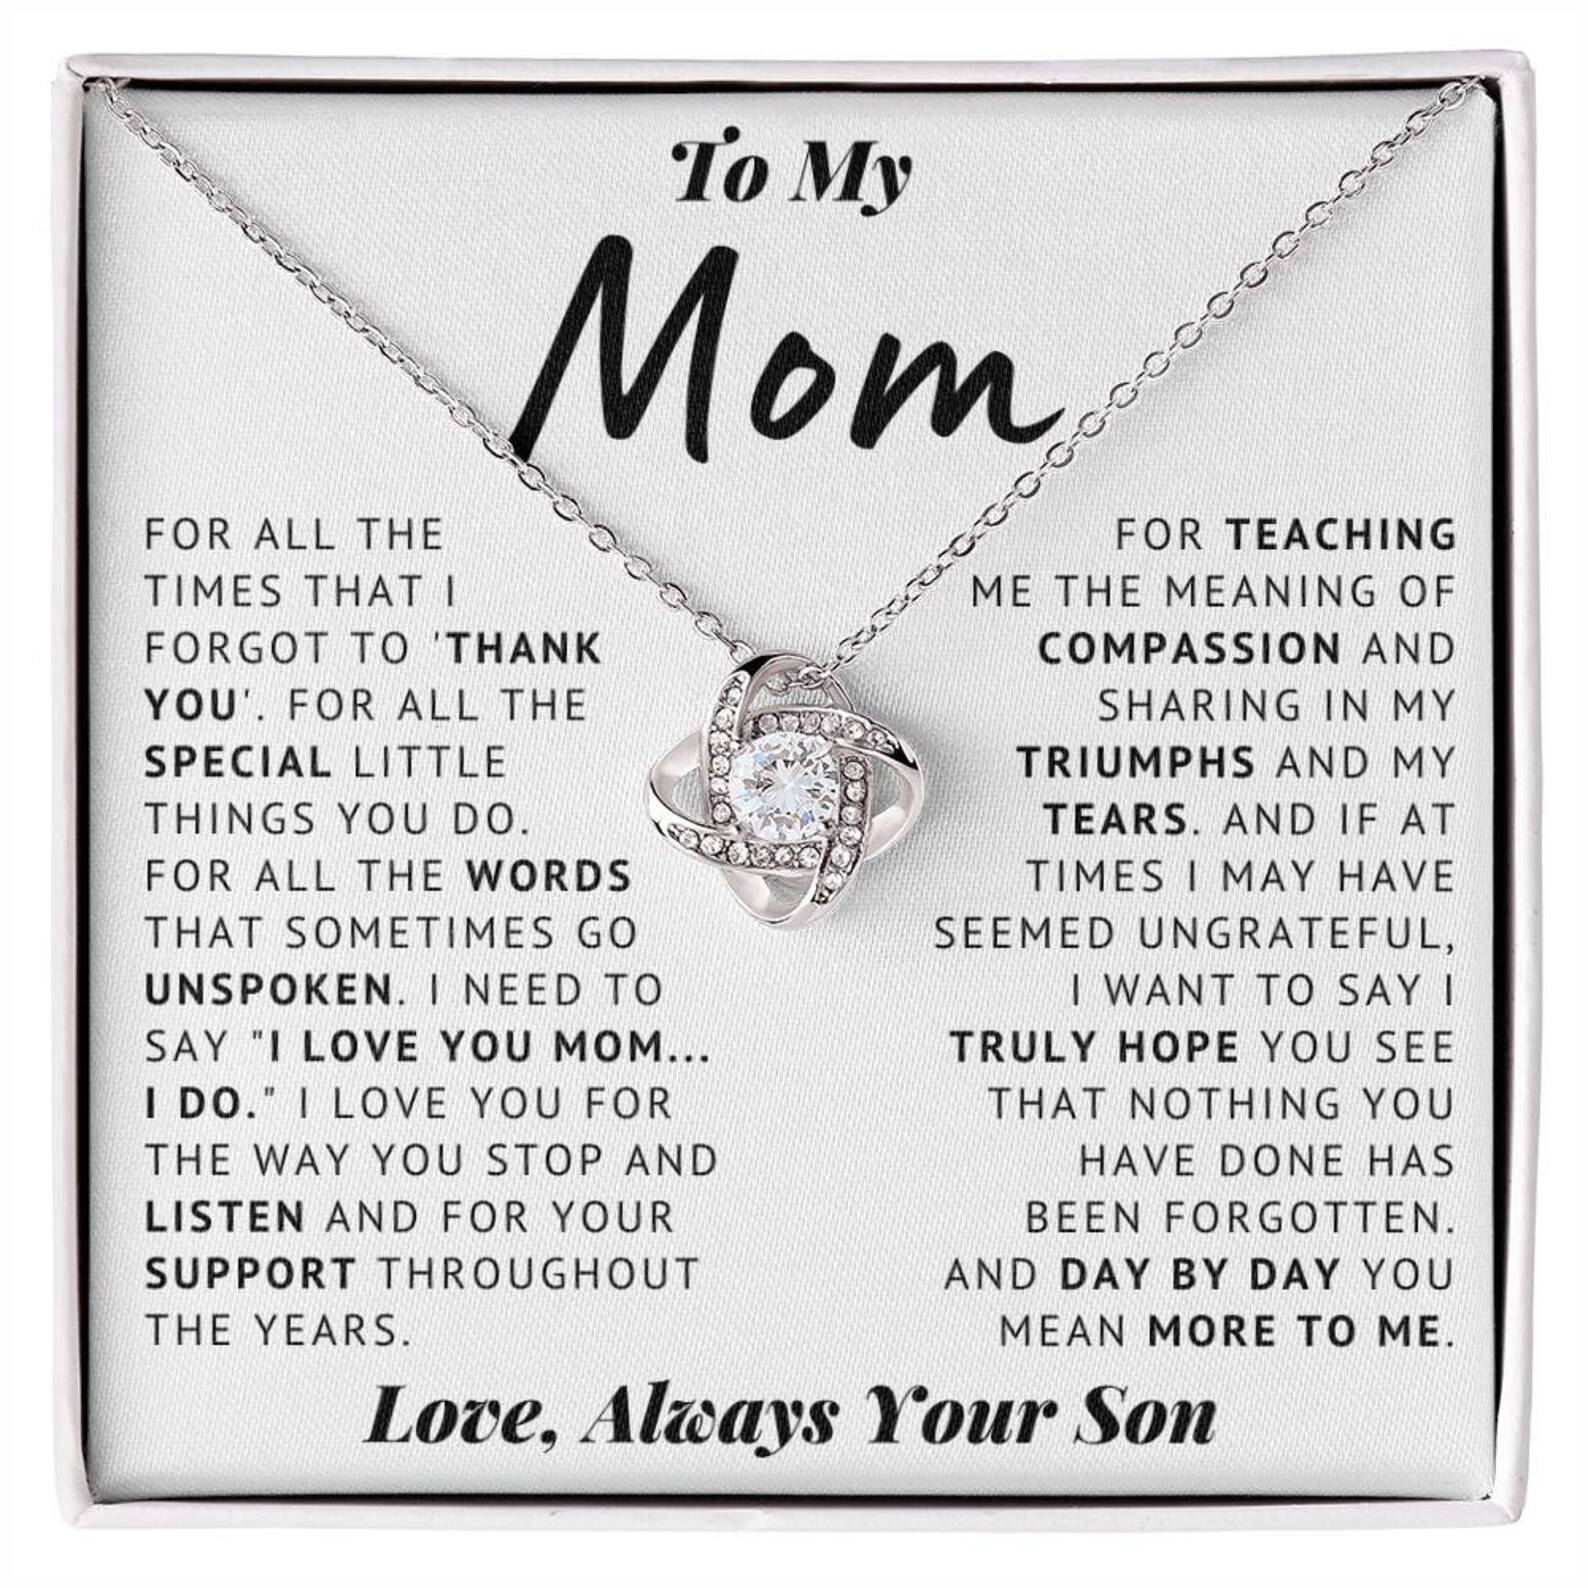 To My
Mom
FOR ALL THE
TIMES THAT I
FORGOT TO 'THANK
YOU'. FOR ALL THE
SPECIAL LITTLE
THINGS YOU DO.
FOR ALL THE WORDS
THAT SOMETIMES GO
UNSPOKEN. I NEED TO
SAY "I LOVE YOU MOM...
I DO." I LOVE YOU FOR
THE WAY YOU STOP AND
LISTEN AND FOR YOUR
SUPPORT THROUGHOUT
THE YEARS.
FOR TEACHING
ME THE MEANING OF
COMPASSION AND
SHARING IN MY
TRIUMPHS AND MY
TEARS. AND IF AT
TIMES I MAY HAVE
SEEMED UNGRATEFUL,
I WANT TO SAY I
TRULY HOPE YOU SEE
THAT NOTHING YOU
HAVE DONE HAS
BEEN FORGOTTEN.
AND DAY BY DAY YOU
MEAN MORE TO ME.
Love, Always Your Son